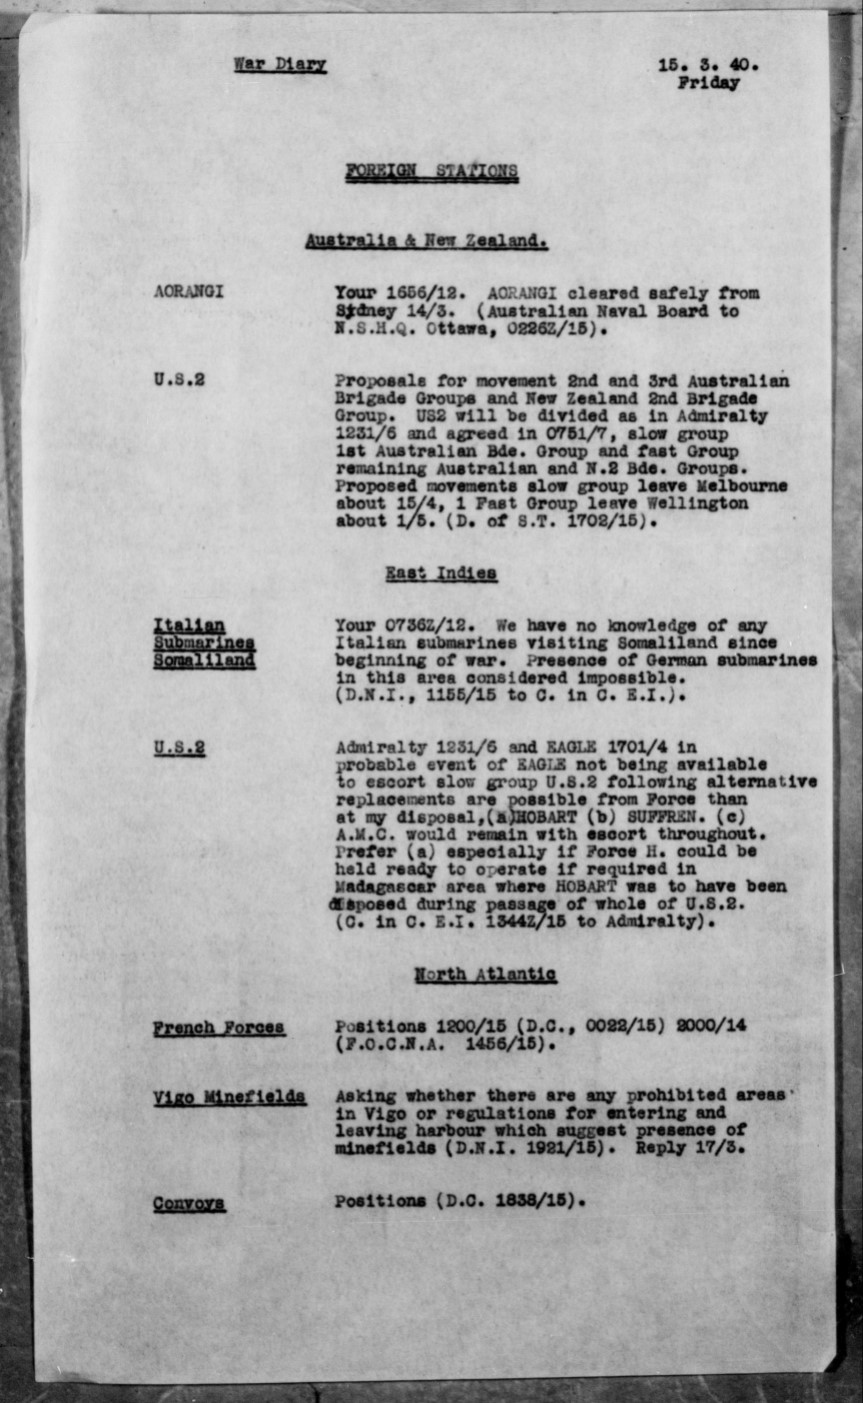 War Diary
15. 3. 40.
Friday
FOREIGN STATIONS
Australia & New Zealand.
AORANGI
Your 1656/12. AORANGI cleared safely from
Sydney 14/3. (Australian Naval Board to
N.S.H.Q. Ottawa, 0226Z/15).
U.S.2
Proposals for movement 2nd and 3rd Australian
Brigade Groups and New Zealand 2nd Brigade
Group. US2 will be divided as in Admiralty
1231/6 and agreed in 0751/7, slow group
1st Australian Bde. Group and fast Group
remaining Australian and N.Z Bde. Groups.
Proposed movements slow group leave Melbourne
about 15/4, 1 Fast Group leave Wellington
about 1/5. (D. of S.T. 1702/15).
East Indies
Italian
Submarines
Somaliland
Your 0736Z/12. We have no knowledge of any
Italian submarines visiting Somaliland since
beginning of war. Presence of German submarines
in this area considered impossible.
(D.N.I., 1155/15 to C. in C. E.I.).
U.S.2
Admiralty 1231/6 and EAGLE 1701/4 in
probable event of EAGLE not being available
to escort slow group U.S.2 following alternative
replacements are possible from Force than
at my disposal,(a)HOBART (b) SUFFREN. (c)
A.M.C. would remain with escort throughout.
Prefer (a) especially if Force H. could be
held ready to operate if required in
Madagascar area where HOBART was to have been
disposed during passage of whole of U.S.2.
(C. in C. E.I. 1344Z/15 to Admiralty).
North Atlantic
French Forces
Positions 1200/15 (D.C., 0022/15) 2000/14
(F.O.C.N.A. 1456/15).
Vigo Minefields
Asking whether there are any prohibited areas
in Vigo or regulations for entering and
leaving harbour which suggest presence of
minefields (D.N.I. 1921/15). Reply 17/3.
Convoys
Positions (D.C. 1838/15).